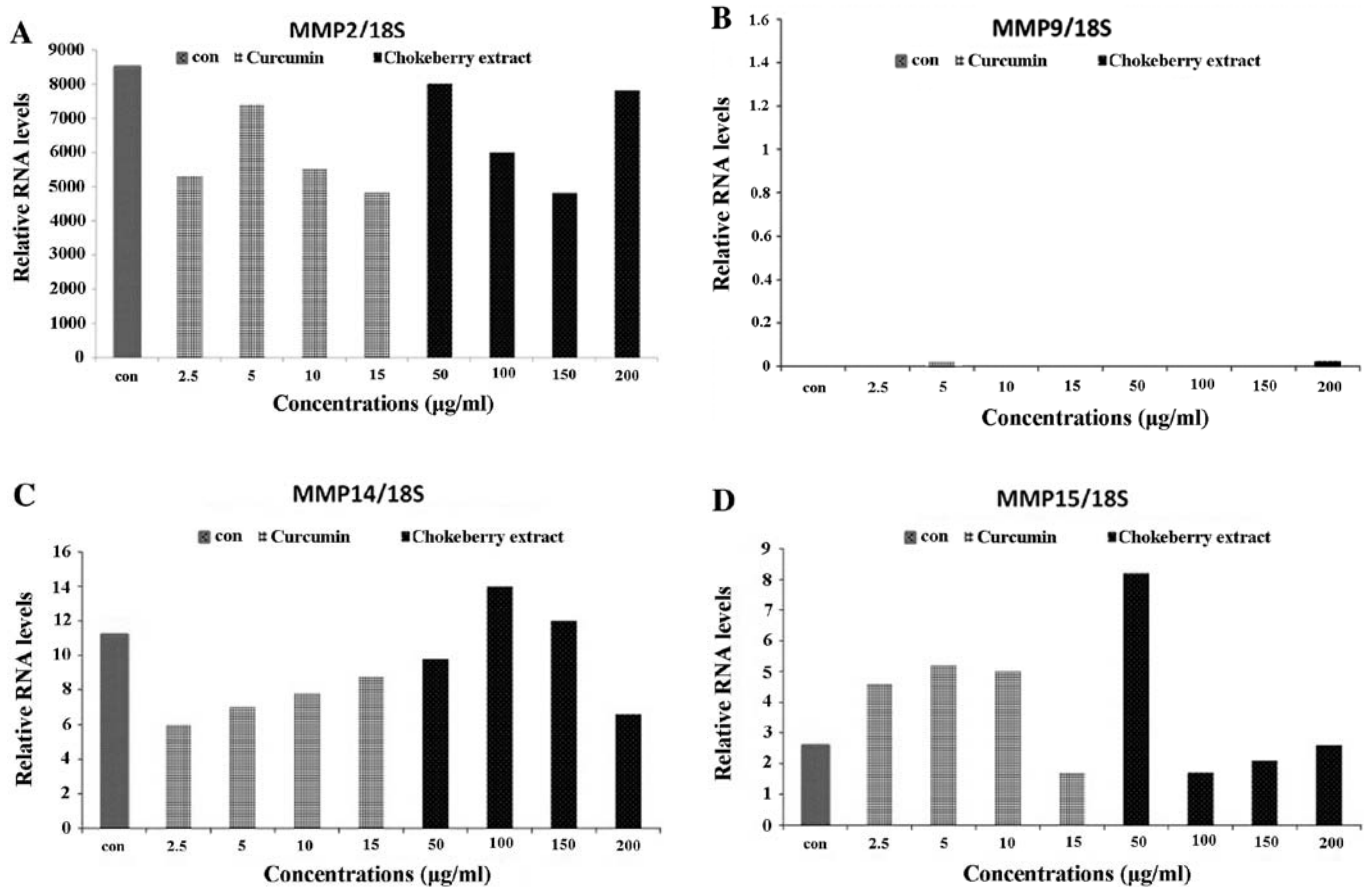 A
MMP2/18S
con Curcumin Chokeberry extract
Relative RNA levels
9000
8000
7000
6000
5000
4000
3000
2000
1000
0
con 2.5 5 10 15 50 100 150 200
Concentrations (µg/ml)
B
MMP9/18S
con Curcumin Chokeberry extract
Relative RNA levels
1.6
1.4
1.2
1
0.8
0.6
0.4
0.2
0
con 2.5 5 10 15 50 100 150 200
Concentrations (µg/ml)
C
MMP14/18S
con Curcumin Chokeberry extract
Relative RNA levels
16
14
12
10
8
6
4
2
0
con 2.5 5 10 15 50 100 150 200
Concentrations (µg/ml)
D
MMP15/18S
con Curcumin Chokeberry extract
Relative RNA levels
9
8
7
6
5
4
3
2
1
0
con 2.5 5 10 15 50 100 150 200
Concentrations (µg/ml)